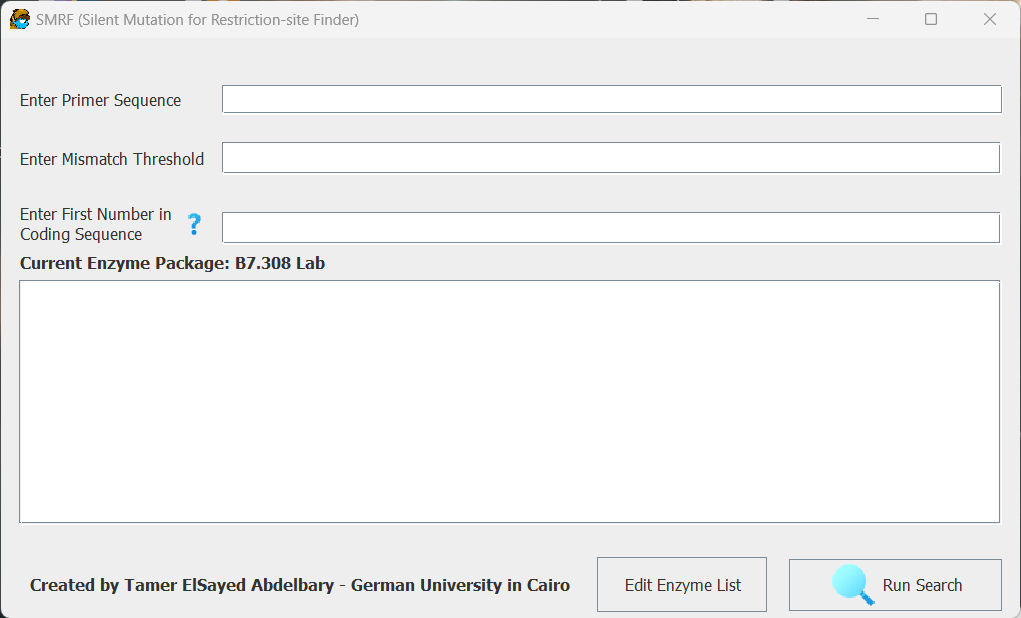 SMRF (Silent Mutation for Restriction-site Finder)
Enter Primer Sequence
Enter Mismatch Threshold
Enter First Number in
Coding Sequence
?
Current Enzyme Package: B7.308 Lab
Created by Tamer ElSayed Abdelbary - German University in Cairo
Edit Enzyme List
Run Search